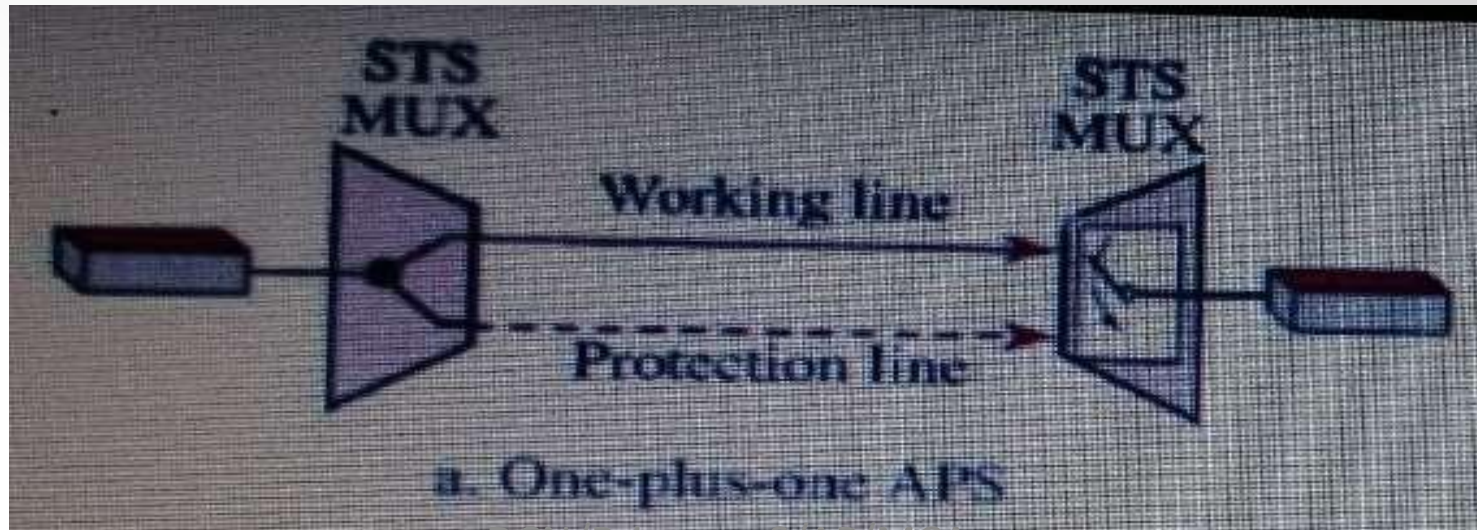 STS
MUX
STS
MUX
Working line
Protection line
a. One-plus-one APS